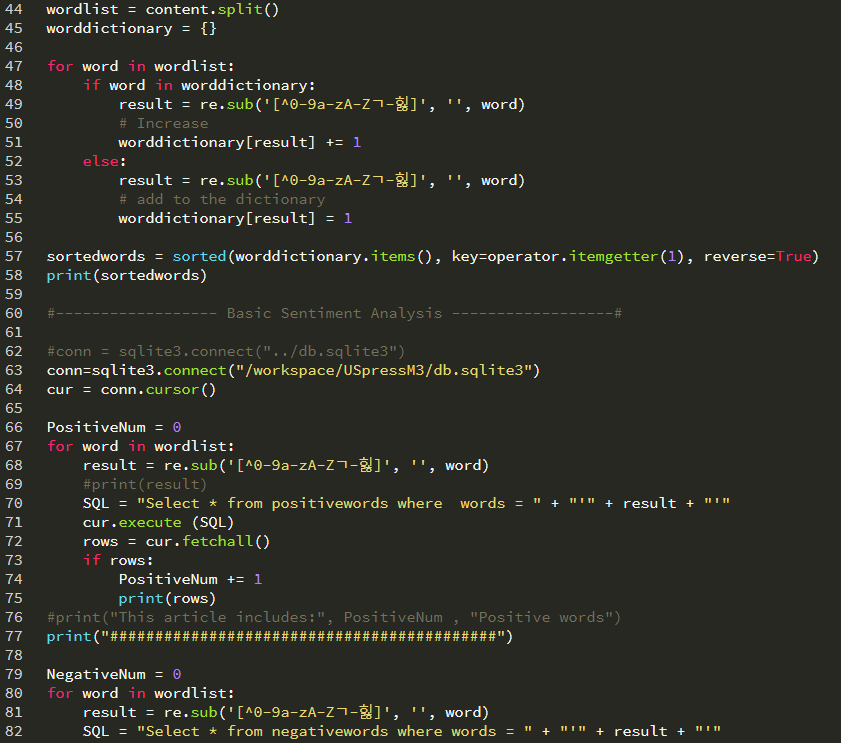 44 wordlist = content.split()
45 worddictionary = {}
46
47 for word in wordlist:
48     if word in worddictionary:
49         result = re.sub('[^0-9a-zA-Zㄱ-힗]', '', word)
50         # Increase
51         worddictionary[result] += 1
52     else:
53         result = re.sub('[^0-9a-zA-Zㄱ-힗]', '', word)
54         # add to the dictionary
55         worddictionary[result] = 1
56
57 sortedwords = sorted(worddictionary.items(), key=operator.itemgetter(1), reverse=True)
58 print(sortedwords)
59
60 #------------------ Basic Sentiment Analysis ------------------#
61
62 #conn = sqlite3.connect("../db.sqlite3")
63 conn=sqlite3.connect("/workspace/USpressM3/db.sqlite3")
64 cur = conn.cursor()
65
66 PositiveNum = 0
67 for word in wordlist:
68     result = re.sub('[^0-9a-zA-Zㄱ-힗]', '', word)
69     #print(result)
70     SQL = "Select * from positivewords where  words = " + "'" + result + "'"
71     cur.execute (SQL)
72     rows = cur.fetchall()
73     if rows:
74         PositiveNum += 1
75         print(rows)
76 #print("This article includes:", PositiveNum , "Positive words")
77 print("###########################################")
78
79 NegativeNum = 0
80 for word in wordlist:
81     result = re.sub('[^0-9a-zA-Zㄱ-힗]', '', word)
82     SQL = "Select * from negativewords where words = " + "'" + result + "'"